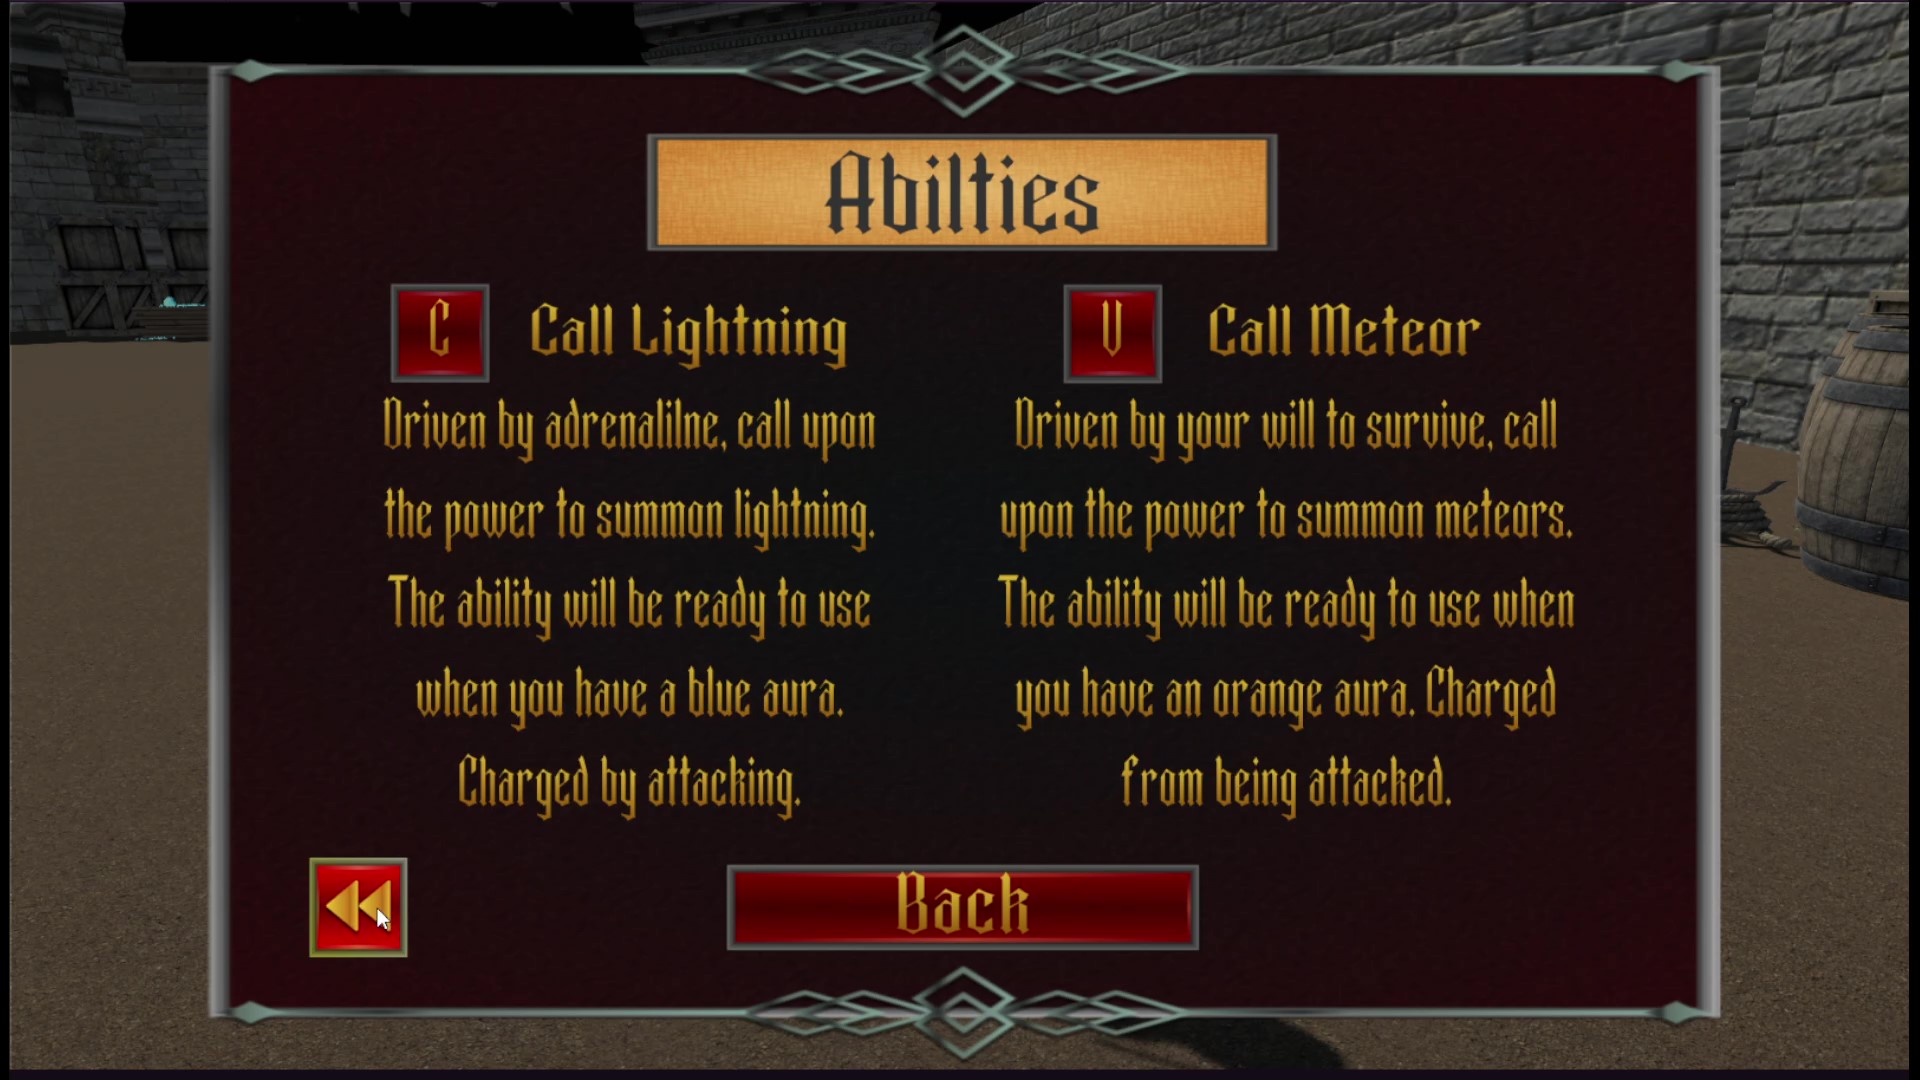 Abilties
C Call Lightning
Driven by adrenalilne, call upon
the power to summon lightning.
The ability will be ready to use
when you have a blue aura.
Charged by attacking.
V Call Meteor
Driven by your will to survive, call
upon the power to summon meteors.
The ability will be ready to use when
you have an orange aura. Charged
from being attacked.
Back